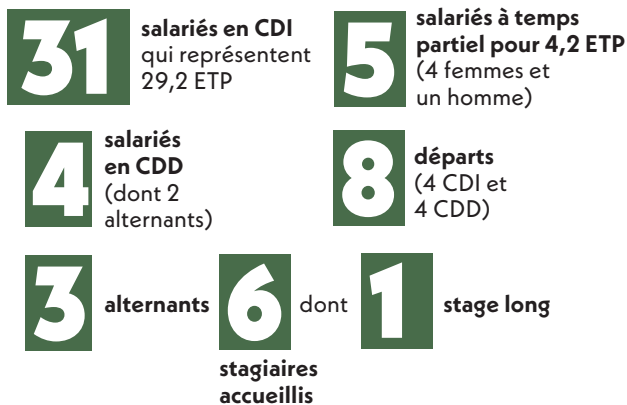 31
salariés en CDI
qui représentent
29,2 ETP
5
salariés à temps
partiel pour 4,2 ETP
(4 femmes et
un homme)
4
salariés
en CDD
(dont 2
alternants)
8
départs
(4 CDI et
4 CDD)
3 alternants 6 dont 1 stage long
stagiaires
accueillis